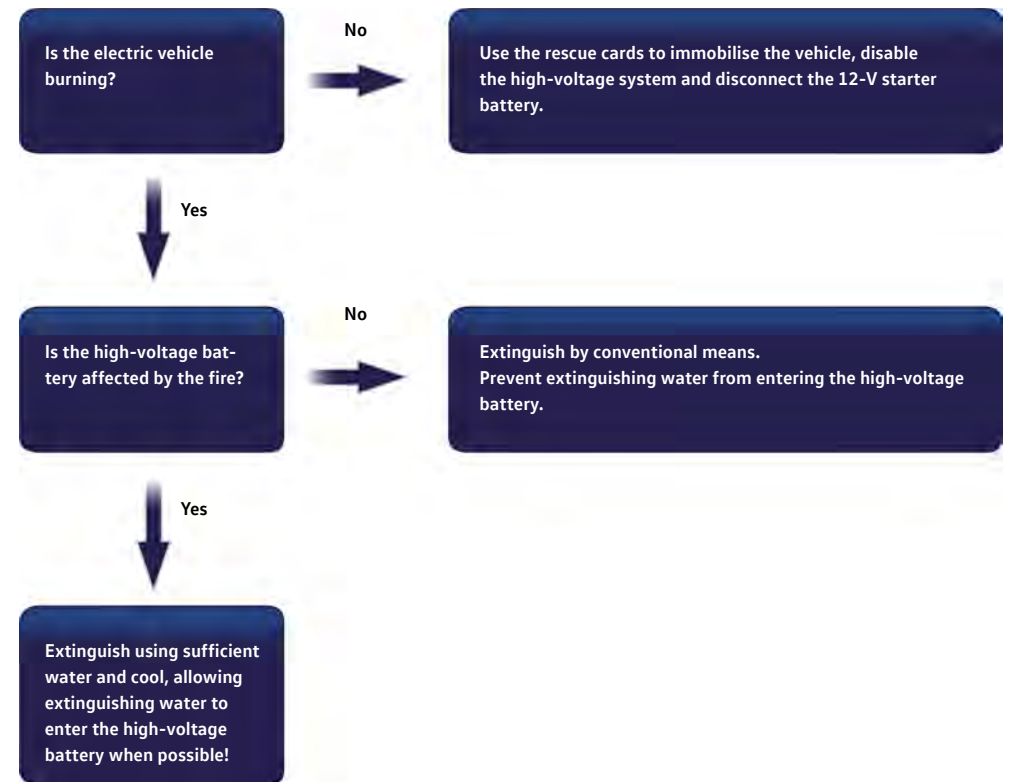 Is the electric vehicle
burning?
No
Use the rescue cards to immobilise the vehicle, disable
the high-voltage system and disconnect the 12-V starter
battery.
Yes
Is the high-voltage bat-
tery affected by the fire?
No
Extinguish by conventional means.
Prevent extinguishing water from entering the high-voltage
battery.
Yes
Extinguish using sufficient
water and cool, allowing
extinguishing water to
enter the high-voltage
battery when possible!